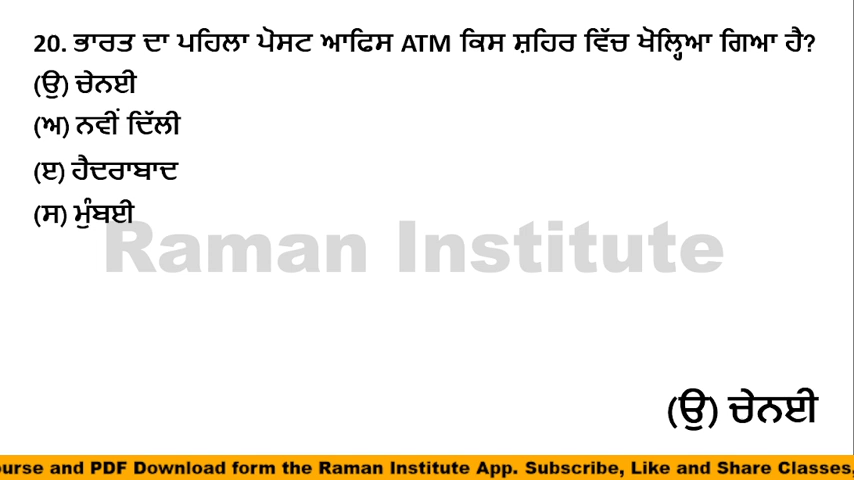 20. ਭਾਰਤ ਦਾ ਪਹਿਲਾ ਪੋਸਟ ਆਫਿਸ ATM ਕਿਸ ਸ਼ਹਿਰ ਵਿੱਚ ਖੋਲ੍ਹਿਆ ਗਿਆ ਹੈ?
(ਉ) ਚੇਨਈ
(ਅ) ਨਵੀਂ ਦਿੱਲੀ
(ੲ) ਹੈਦਰਾਬਾਦ
(ਸ) ਮੁੰਬਈ
Raman Institute
(ਉ) ਚੇਨਈ
ourse and PDF Download form the Raman Institute App. Subscribe, Like and Share Classes,